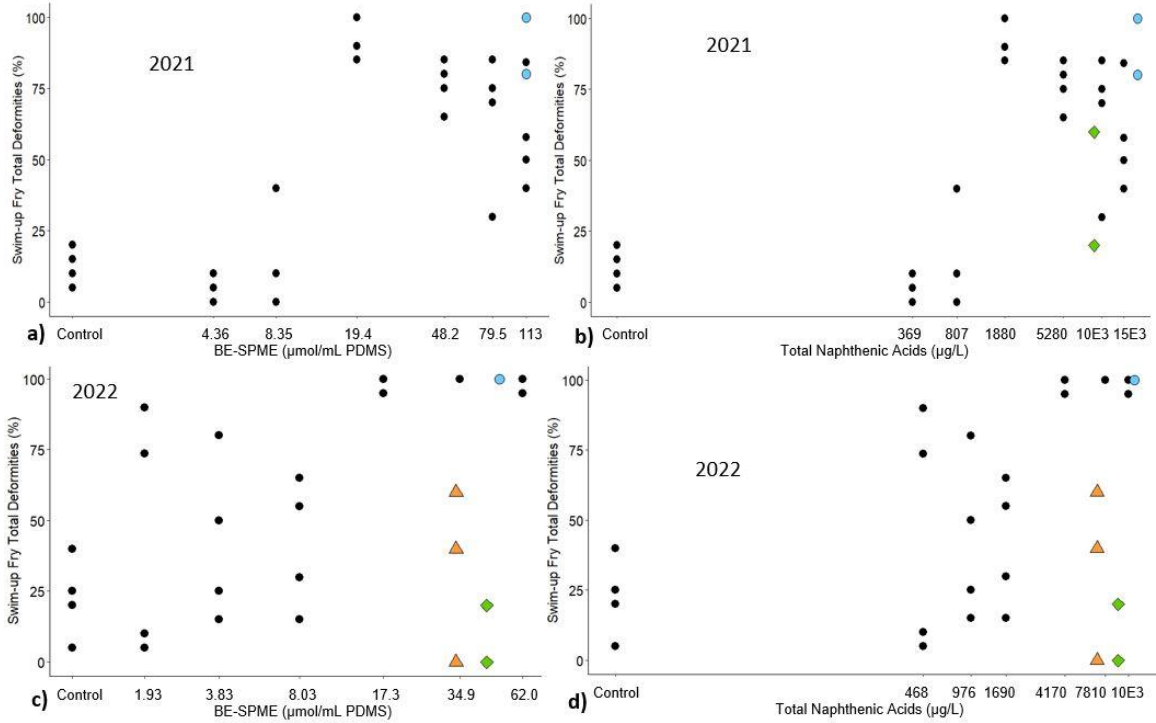 Swim-up Fry Total Deformities (%)
100
75
50
25
0
2021
a)
Control 4.36 8.35 19.4 48.2 79.5 113
BE-SPME (µmol/mL PDMS)
Swim-up Fry Total Deformities (%)
100
75
50
25
0
2021
b)
Control 369 807 1880 5280 10E3 15E3
Total Naphthenic Acids (µg/L)
Swim-up Fry Total Deformities (%)
100
75
50
25
0
2022
c)
Control 1.93 3.83 8.03 17.3 34.9 62.0
BE-SPME (µmol/mL PDMS)
Swim-up Fry Total Deformities (%)
100
75
50
25
0
2022
d)
Control 468 976 1690 4170 7810 10E3
Total Naphthenic Acids (µg/L)